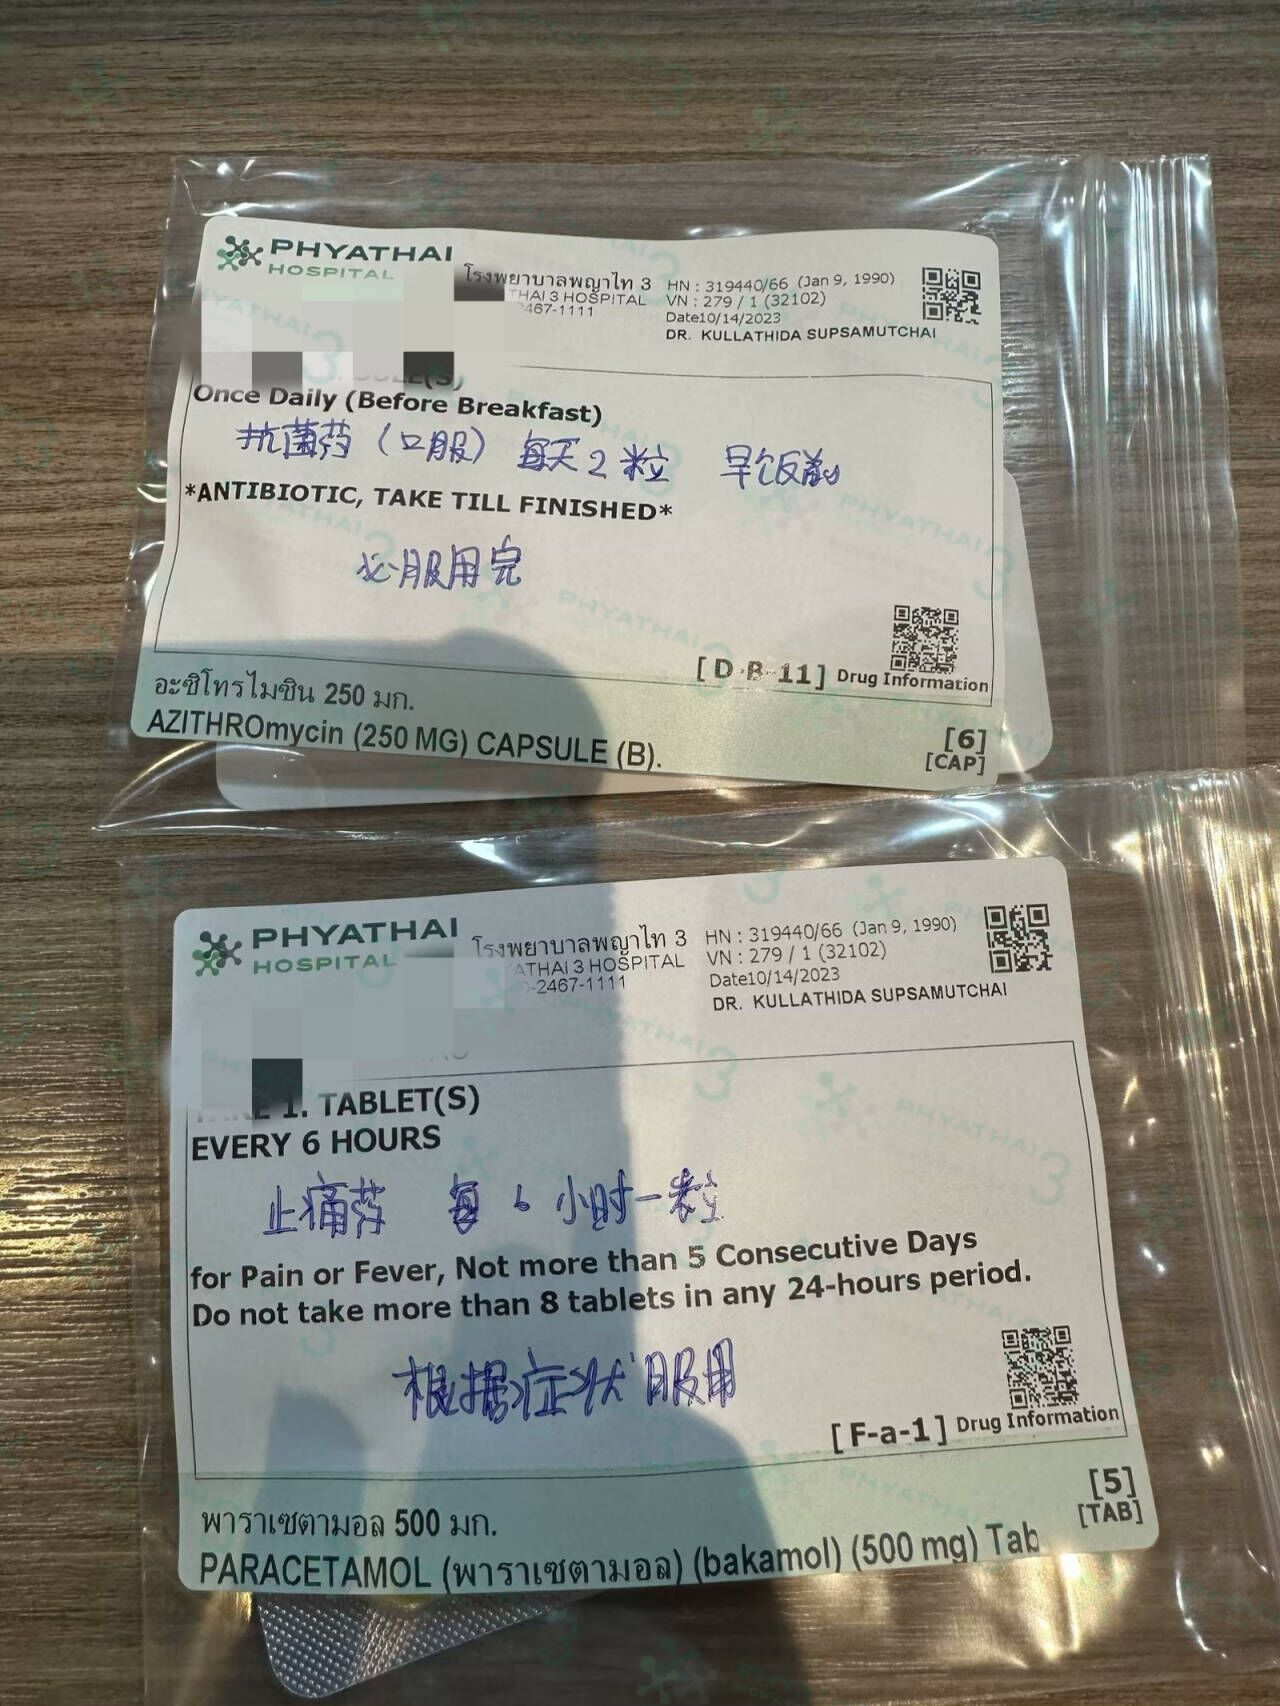 PHYATHAI
HOSPITAL
โรงพยาบาลพญาไท 3
THAI 3 HOSPITAL
2467-1111
HN : 319440/66 (Jan 9, 1990)
VN : 279 / 1 (32102)
Date10/14/2023
DR. KULLATHIDA SUPSAMUTCHAI
Once Daily (Before Breakfast)
抗菌药（口服） 每天2粒 早饭前
*ANTIBIOTIC, TAKE TILL FINISHED*
必服用完
[ D-B-11 ] Drug Information
อะซิโทรไมซิน 250 มก.
AZITHROmycin (250 MG) CAPSULE (B).
[6]
[CAP]
PHYATHAI
HOSPITAL
โรงพยาบาลพญาไท 3
ATHAI 3 HOSPITAL
-2467-1111
HN : 319440/66 (Jan 9, 1990)
VN : 279 / 1 (32102)
Date10/14/2023
DR. KULLATHIDA SUPSAMUTCHAI
1. TABLET(S)
EVERY 6 HOURS
止痛药 每6小时一粒
for Pain or Fever, Not more than 5 Consecutive Days
Do not take more than 8 tablets in any 24-hours period.
根据症状服用
[ F-a-1 ] Drug Information
พาราเซตามอล 500 มก.
PARACETAMOL (พาราเซตามอล) (bakamol) (500 mg) Tab
[5]
[TAB]